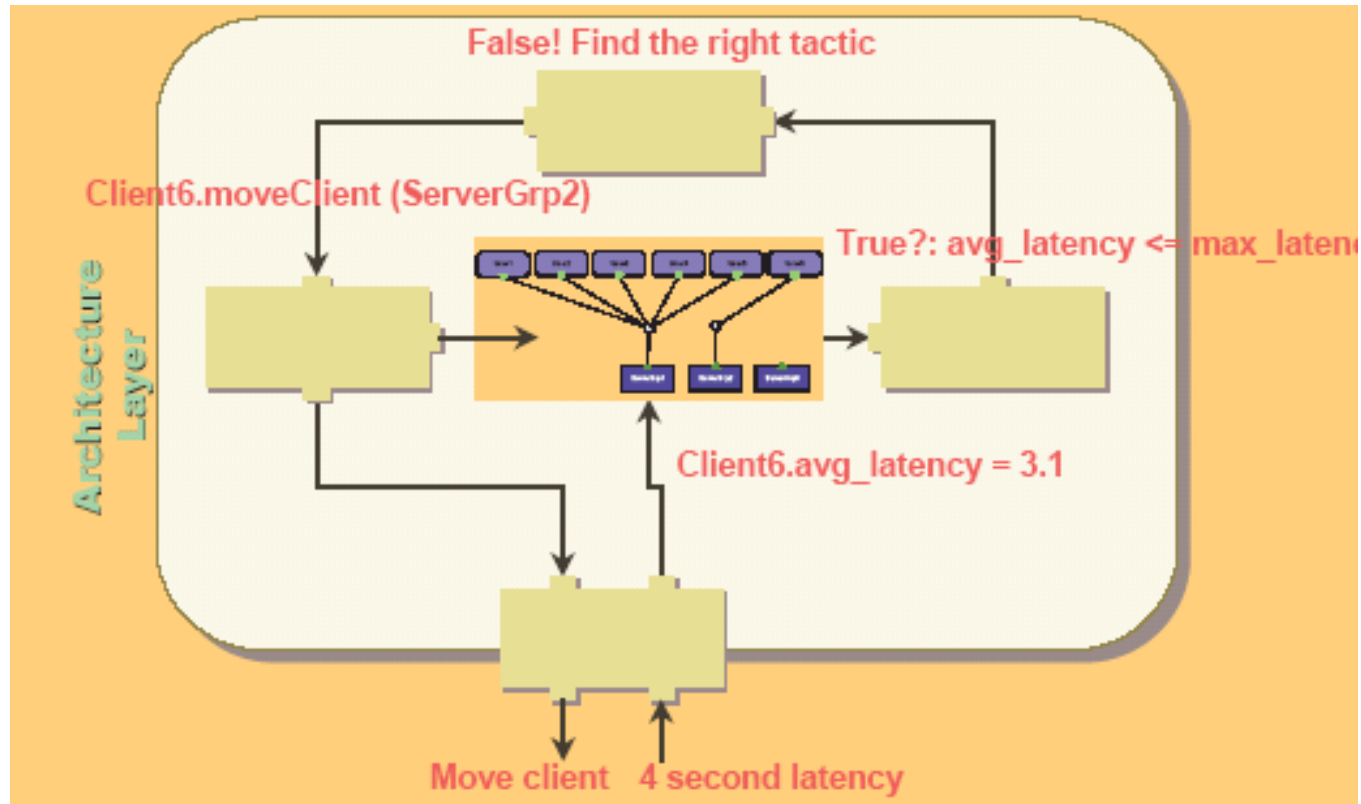 False! Find the right tactic
Client6.moveClient (ServerGrp2)
True?: avg_latency <= max_laten
Architecture
Layer
Client6.avg_latency = 3.1
Move client
4 second latency